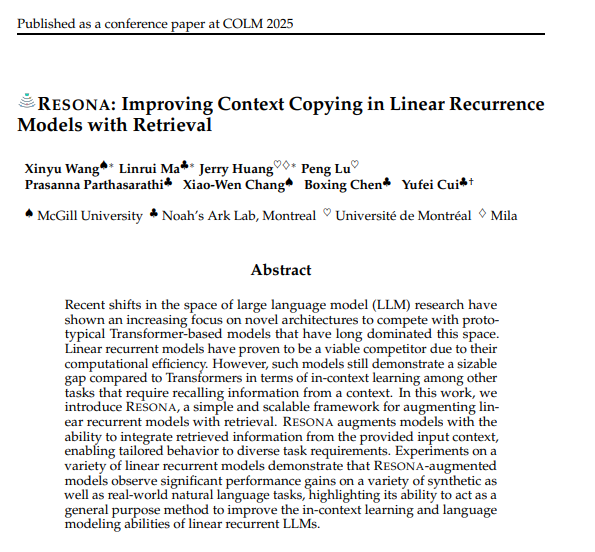 Published as a conference paper at COLM 2025
RESONA: Improving Context Copying in Linear Recurrence
Models with Retrieval
Xinyu Wang♠* Linrui Ma♣* Jerry Huang♡♢* Peng Lu♡
Prasanna Parthasarathi♣ Xiao-Wen Chang♠ Boxing Chen♣ Yufei Cui♣†
♠ McGill University ♣ Noah's Ark Lab, Montreal ♡ Université de Montréal ♢ Mila
Abstract
Recent shifts in the space of large language model (LLM) research have
shown an increasing focus on novel architectures to compete with proto-
typical Transformer-based models that have long dominated this space.
Linear recurrent models have proven to be a viable competitor due to their
computational efficiency. However, such models still demonstrate a sizable
gap compared to Transformers in terms of in-context learning among other
tasks that require recalling information from a context. In this work, we
introduce RESONA, a simple and scalable framework for augmenting lin-
ear recurrent models with retrieval. RESONA augments models with the
ability to integrate retrieved information from the provided input context,
enabling tailored behavior to diverse task requirements. Experiments on
a variety of linear recurrent models demonstrate that RESONA-augmented
models observe significant performance gains on a variety of synthetic as
well as real-world natural language tasks, highlighting its ability to act as a
general purpose method to improve the in-context learning and language
modeling abilities of linear recurrent LLMs.